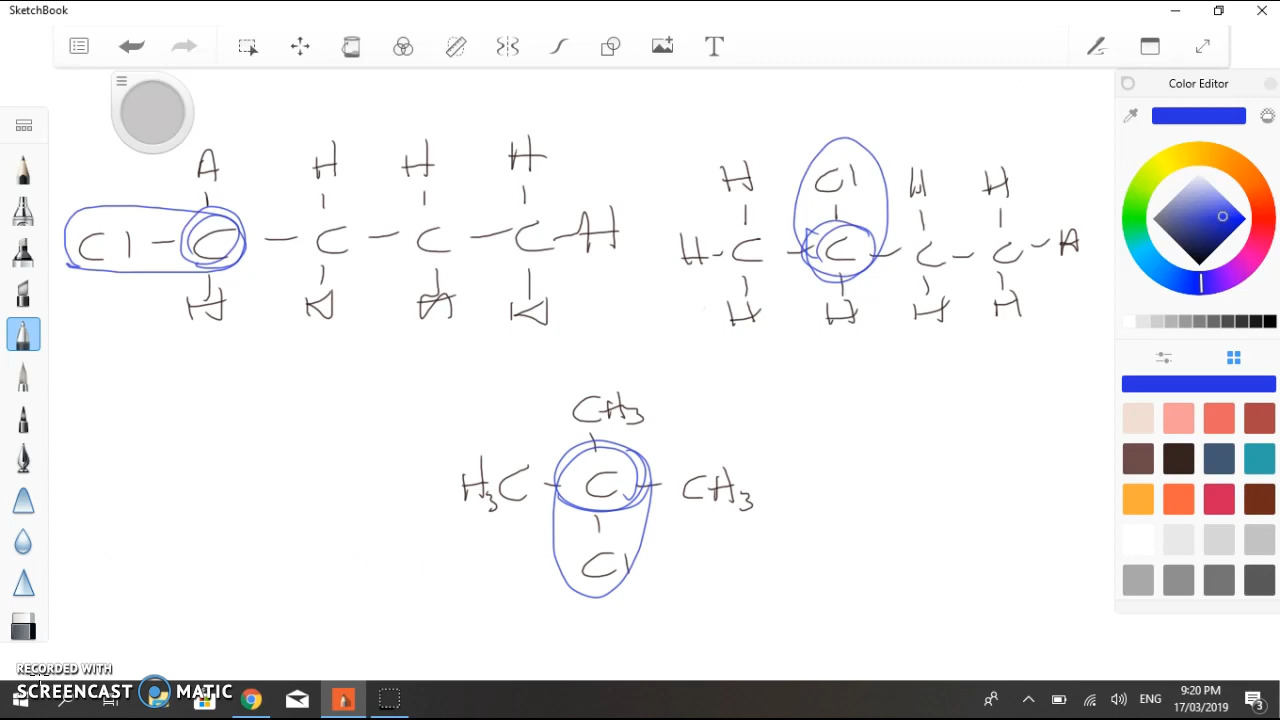 SketchBook
Color Editor
H H H H
Cl - C - C - C - C - H
H H H H
H Cl H H
H - C - C - C - C - H
H H H H
CH3
H3C - C - CH3
Cl
RECORDED WITH
SCREENCAST MATIC
ENG
9:20 PM
17/03/2019
3